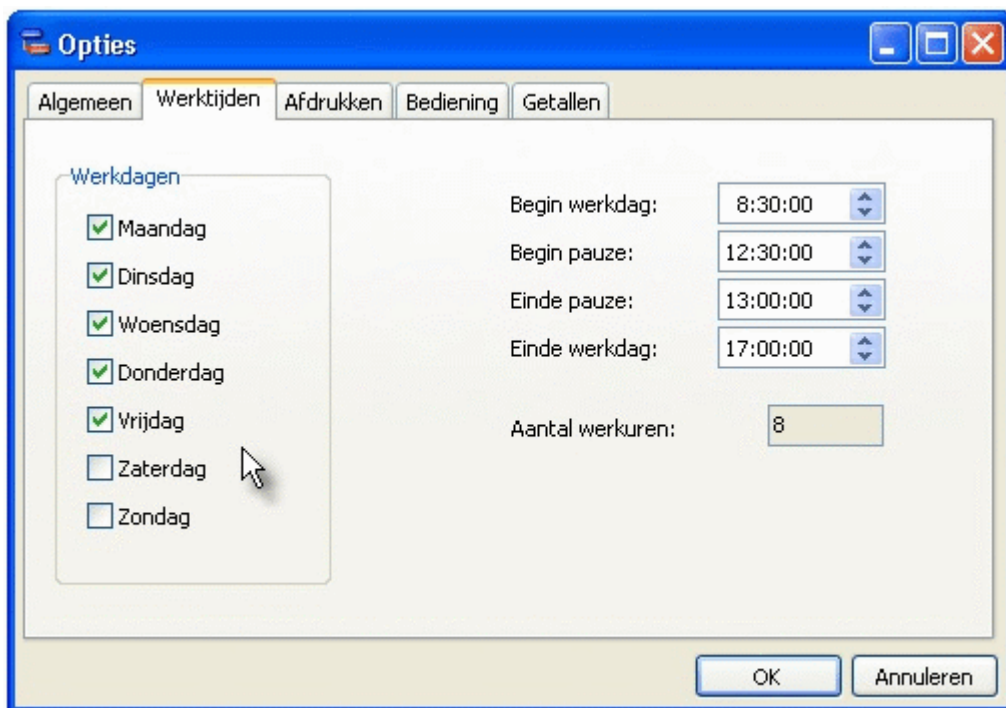 Opties
Algemeen Werktijden Afdrukken Bediening Getallen
Werkdagen
Maandag
Dinsdag
Woensdag
Donderdag
Vrijdag
Zaterdag
Zondag
Begin werkdag: 8:30:00
Begin pauze: 12:30:00
Einde pauze: 13:00:00
Einde werkdag: 17:00:00
Aantal werkuren: 8
OK Annuleren